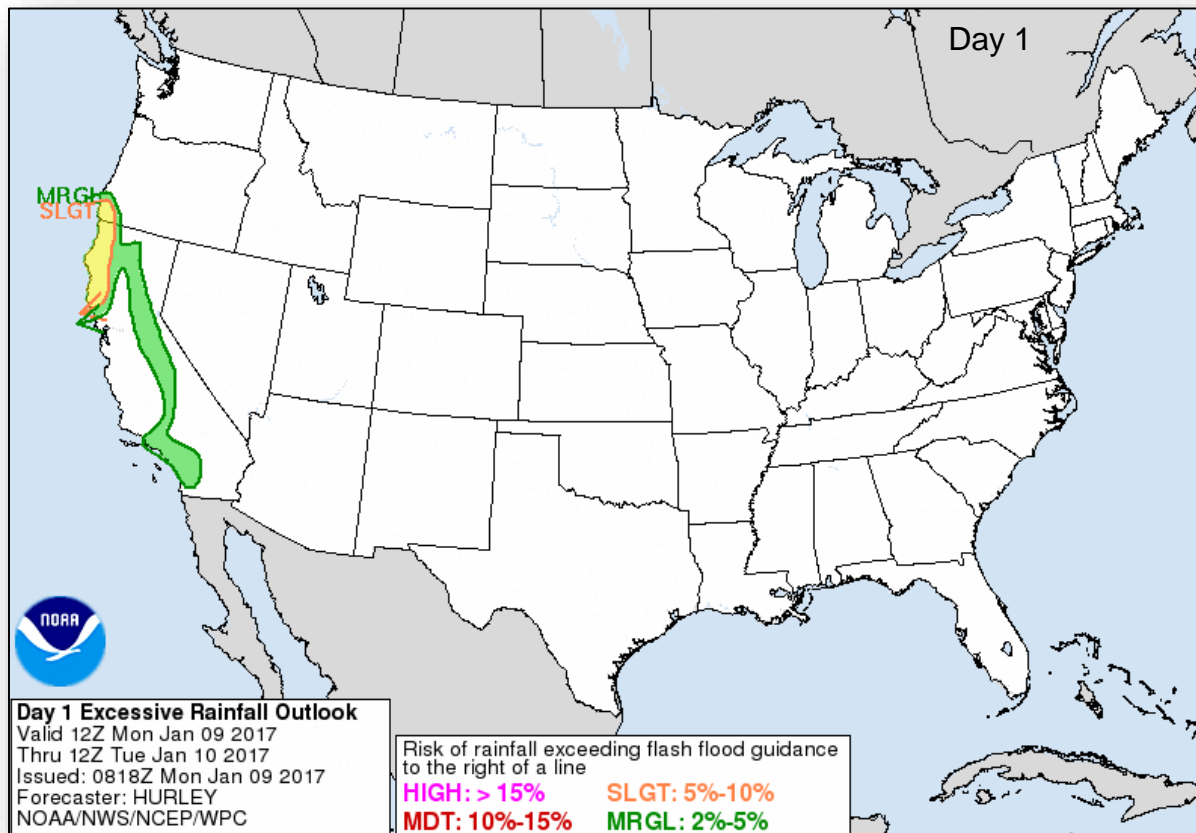 Day 1
MRGL
SLGT
NOAA
Day 1 Excessive Rainfall Outlook
Valid 12Z Mon Jan 09 2017
Thru 12Z Tue Jan 10 2017
Issued: 0818Z Mon Jan 09 2017
Forecaster: HURLEY
NOAA/NWS/NCEP/WPC
Risk of rainfall exceeding flash flood guidance
to the right of a line
HIGH: > 15% SLGT: 5%-10%
MDT: 10%-15% MRGL: 2%-5%